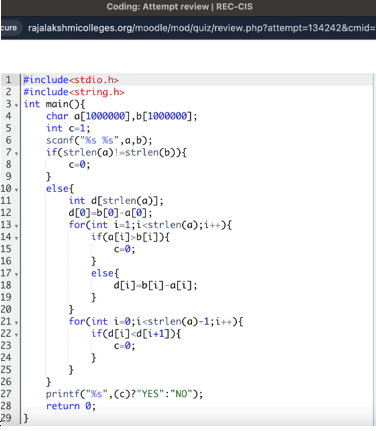 Coding: Attempt review | REC-CIS
cure rajalakshmicolleges.org/moodle/mod/quiz/review.php?attempt=134242&cmid=
1 #include<stdio.h>
2 #include<string.h>
3 int main(){
4 char a[1000000],b[1000000];
5 int c=1;
6 scanf("%s %s",a,b);
7 if(strlen(a)!=strlen(b)){
8 c=0;
9 }
10 else{
11 int d[strlen(a)];
12 d[0]=b[0]-a[0];
13 for(int i=1;i<strlen(a);i++){
14 if(a[i]>b[i]){
15 c=0;
16 }
17 else{
18 d[i]=b[i]-a[i];
19 }
20 }
21 for(int i=0;i<strlen(a)-1;i++){
22 if(d[i]<d[i+1]){
23 c=0;
24 }
25 }
26 }
27 printf("%s",(c)?"YES":"NO");
28 return 0;
29 }